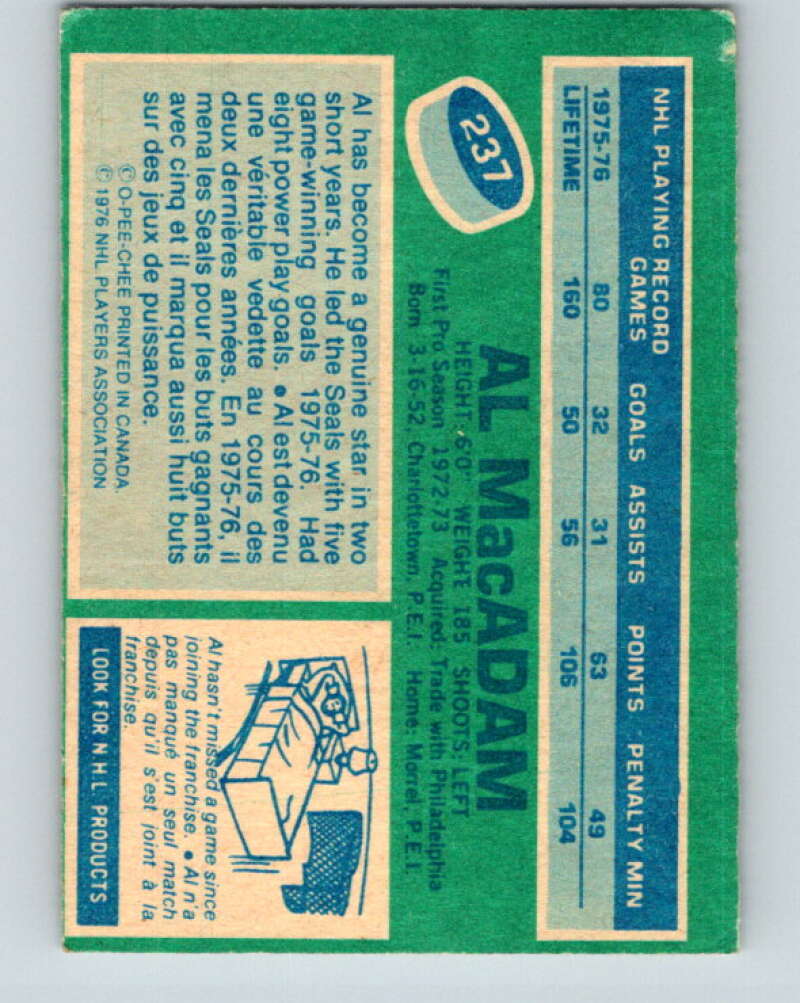 NHL PLAYING RECORD
GAMES GOALS ASSISTS POINTS PENALTY MIN
1975-76 80 32 31 63 49
LIFETIME 160 50 56 106 104
237
AL MacADAM
HEIGHT 6'0" WEIGHT 185 SHOOTS: LEFT
First Pro Season 1972-73 Acquired: Trade with Philadelphia
Born 3-16-52, Charlottetown, P.E.I. Home: Morrel, P.E.I.
Al has become a genuine star in two
short years. He led the Seals with five
game-winning goals 1975-76. Had
eight power play goals. • Al est devenu
une véritable vedette au cours des
deux dernières années. En 1975-76, il
mena les Seals pour les buts gagnants
avec cinq et il marqua aussi huit buts
sur des jeux de puissance.
© O-PEE-CHEE PRINTED IN CANADA.
© 1976 NHL PLAYERS ASSOCIATION
Al hasn't missed a game since
joining the franchise. • Al n'a
pas manqué un seul match
depuis qu'il s'est joint à la
franchise.
LOOK FOR N.H.L. PRODUCTS